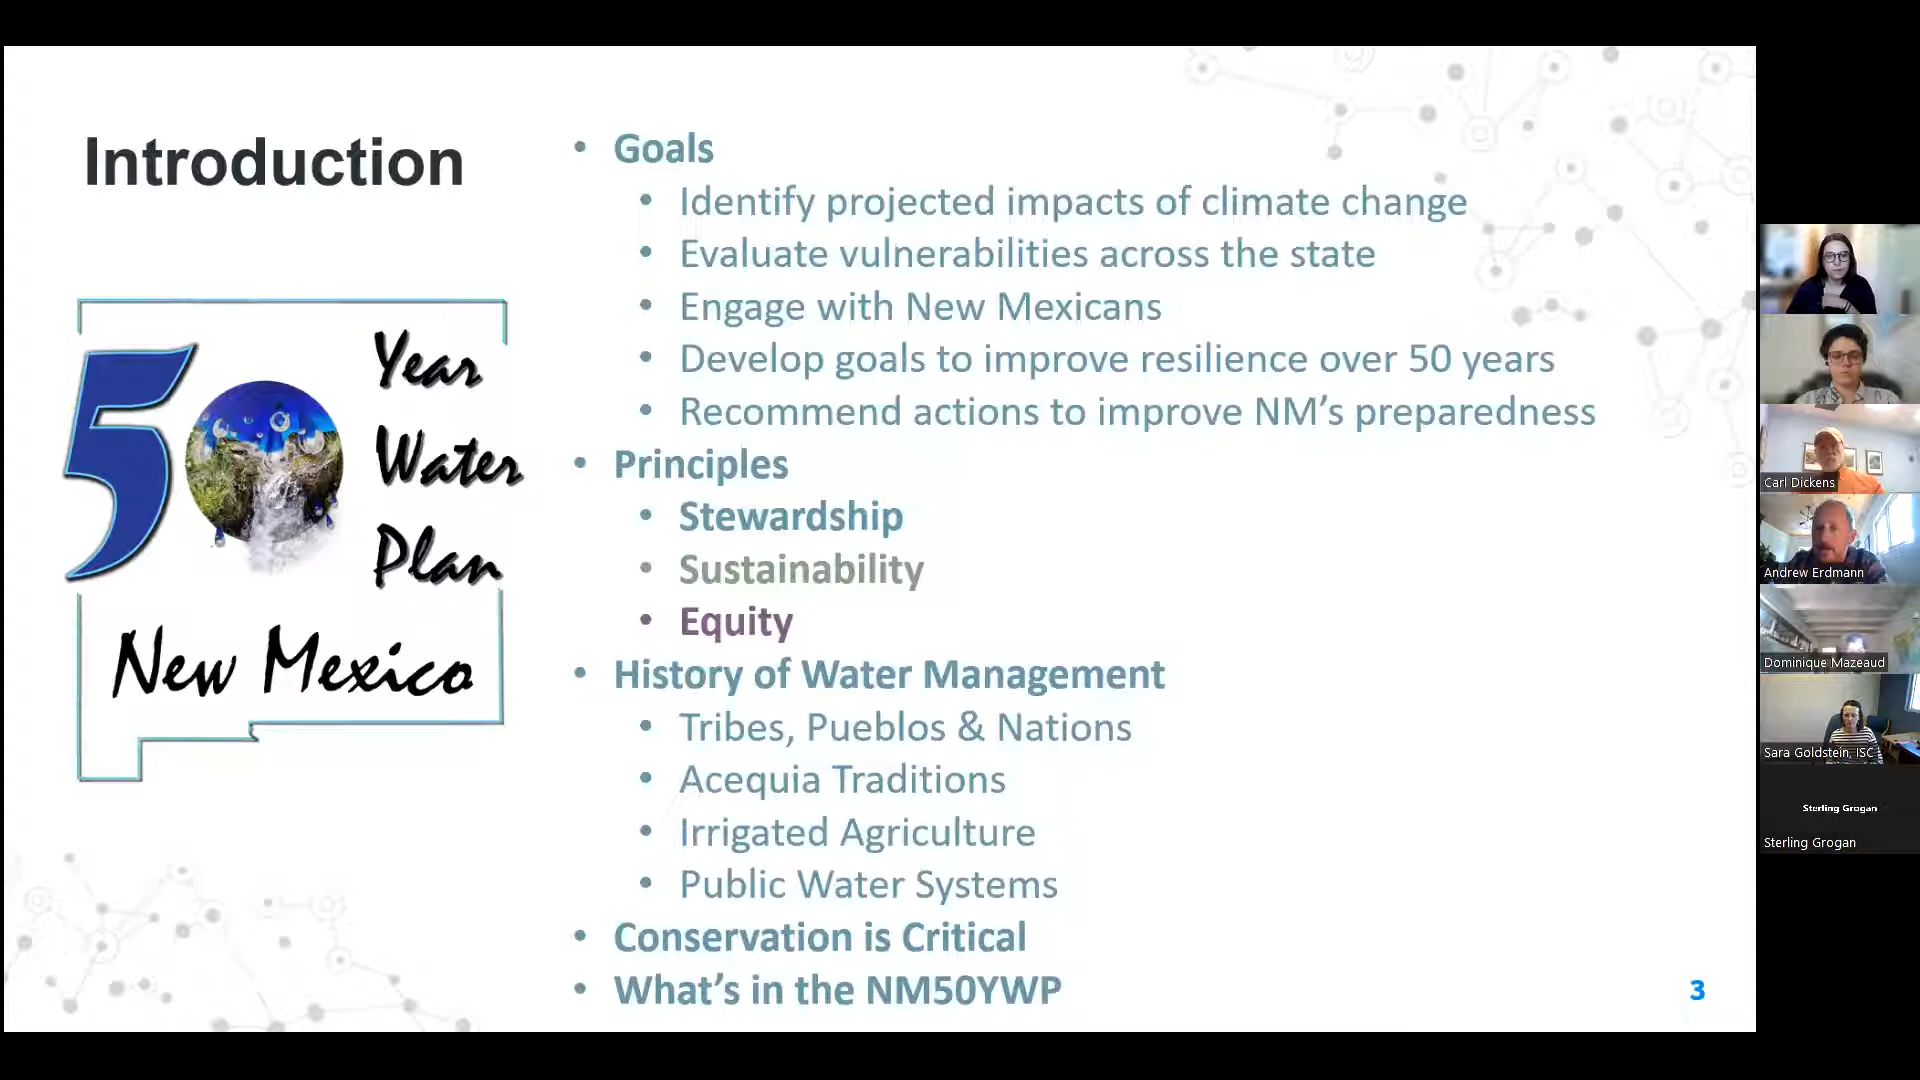 Introduction
• Goals
• Identify projected impacts of climate change
• Evaluate vulnerabilities across the state
• Engage with New Mexicans
• Develop goals to improve resilience over 50 years
• Recommend actions to improve NM’s preparedness
• Principles
• Stewardship
• Sustainability
• Equity
• History of Water Management
• Tribes, Pueblos & Nations
• Acequia Traditions
• Irrigated Agriculture
• Public Water Systems
• Conservation is Critical
• What’s in the NM50YWP
50 Year
Water
Plan
New Mexico
3
Carl Dickens
Andrew Erdmann
Dominique Mazeaud
Sara Goldstein, ISC
Sterling Grogan
Sterling Grogan